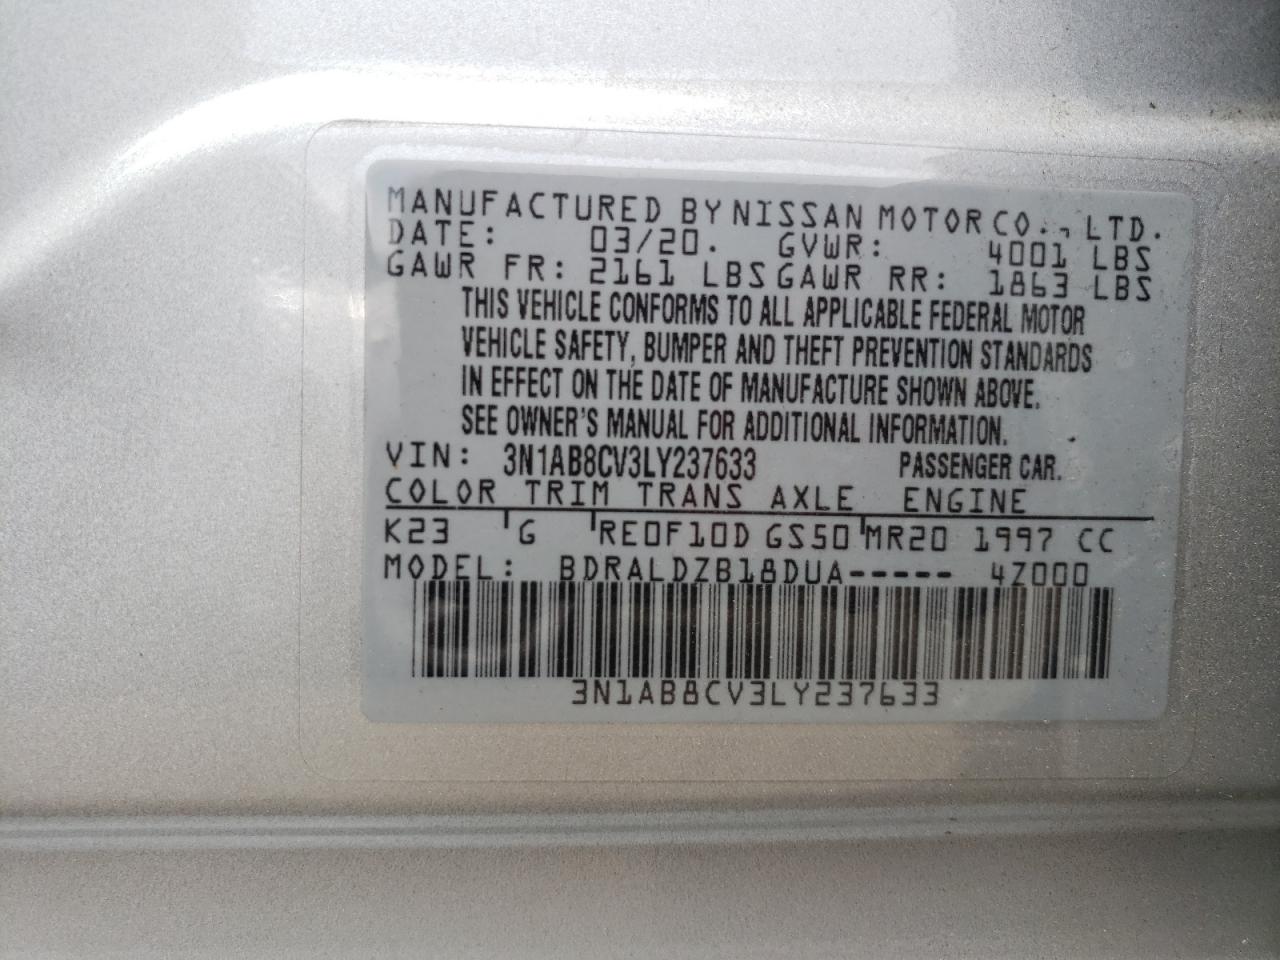 MANUFACTURED BY NISSAN MOTOR CO., LTD.
DATE: 03/20. GVWR: 4001 LBS
GAWR FR: 2161 LBS GAWR RR: 1863 LBS
THIS VEHICLE CONFORMS TO ALL APPLICABLE FEDERAL MOTOR
VEHICLE SAFETY, BUMPER AND THEFT PREVENTION STANDARDS
IN EFFECT ON THE DATE OF MANUFACTURE SHOWN ABOVE.
SEE OWNER'S MANUAL FOR ADDITIONAL INFORMATION.
VIN: 3N1AB8CV3LY237633 PASSENGER CAR.
COLOR TRIM TRANS AXLE ENGINE
K23 G RE0F10D GS50 MR20 1997 CC
MODEL: BDRALDZB18DUA----- 4Z000
3N1AB8CV3LY237633